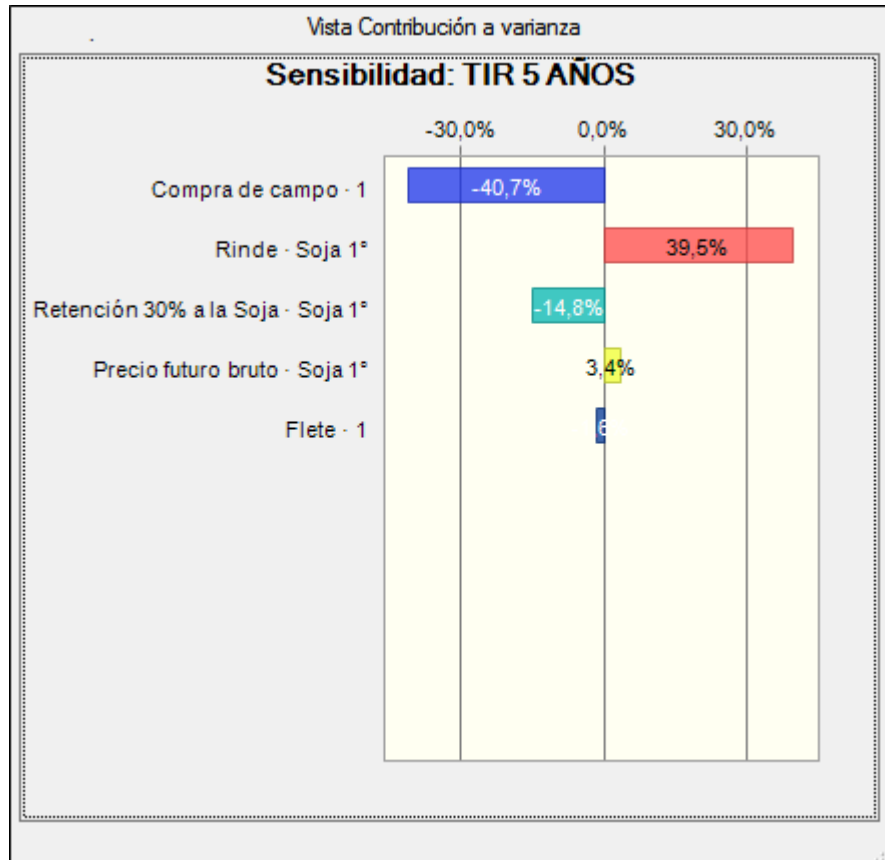 Vista Contribución a varianza
Sensibilidad: TIR 5 AÑOS
-30,0% 0,0% 30,0%
Compra de campo - 1 -40,7%
Rinde - Soja 1° 39,5%
Retención 30% a la Soja - Soja 1° -14,8%
Precio futuro bruto - Soja 1° 3,4%
Flete - 1